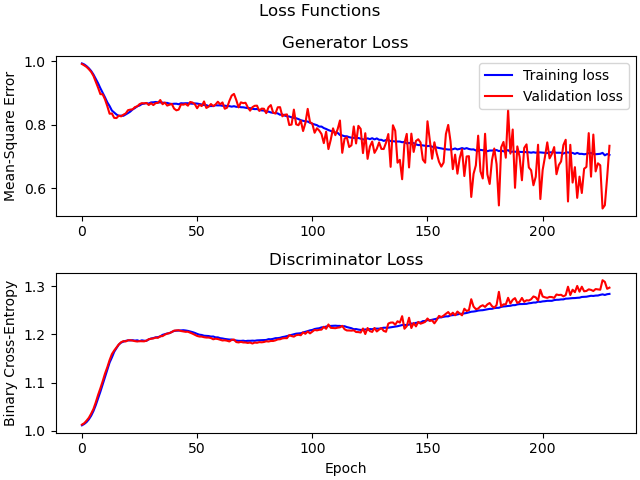 Loss Functions
Generator Loss
Mean-Square Error
1.0
0.8
0.6
Training loss
Validation loss
0
50
100
150
200
Discriminator Loss
Binary Cross-Entropy
1.3
1.2
1.1
1.0
0
50
100
150
200
Epoch